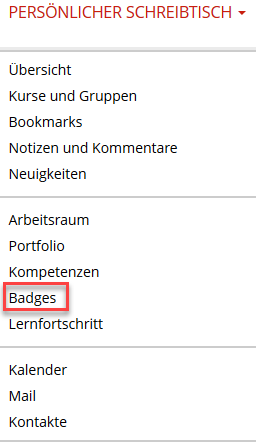 PERSÖNLICHER SCHREIBTISCH
Übersicht
Kurse und Gruppen
Bookmarks
Notizen und Kommentare
Neuigkeiten
Arbeitsraum
Portfolio
Kompetenzen
Badges
Lernfortschritt
Kalender
Mail
Kontakte